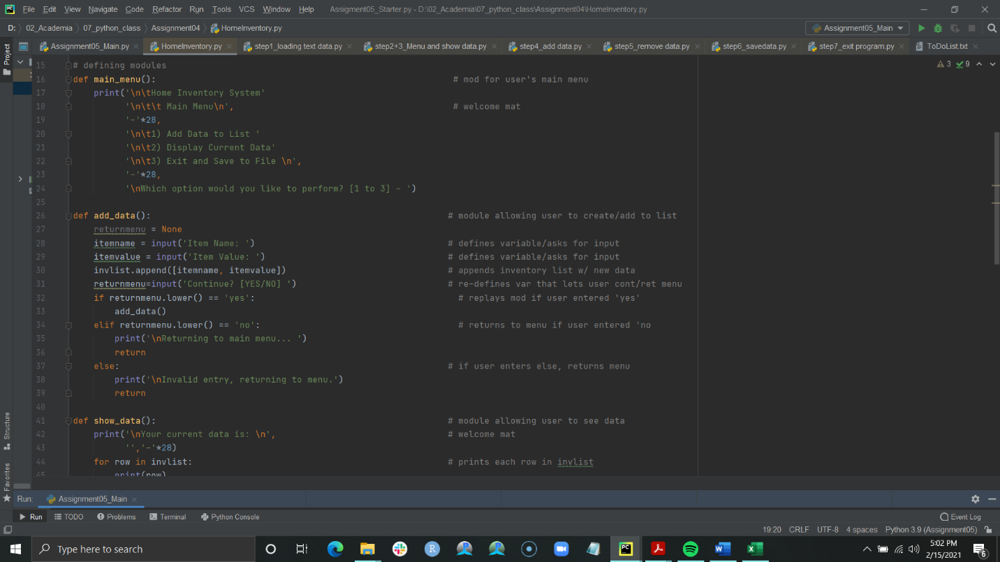 File Edit View Navigate Code Refactor Run Tools VCS Window Help Assigment05_Starter.py - D:\02_Academia\07_python_class\Assignment04\HomeInventory.py
D: 02_Academia 07_python_class Assignment04 HomeInventory.py Assignment05_Main
Project
Assignment05_Main.py HomeInventory.py step1_loading text data.py step2+3_Menu and show data.py step4_add data.py step5_remove data.py step6_savedata.py step7_exit program.py ToDoList.txt
3 9
15 # defining modules
16 def main_menu(): # mod for user's main menu
17 print('\n\tHome Inventory System'
18 '\n\t\t Main Menu\n', # welcome mat
19 '-'*28,
20 '\n\t1) Add Data to List '
21 '\n\t2) Display Current Data'
22 '\n\t3) Exit and Save to File \n',
23 '-'*28,
24 '\nWhich option would you like to perform? [1 to 3] - ')
25
26 def add_data(): # module allowing user to create/add to list
27 returnmenu = None
28 itemname = input('Item Name: ') # defines variable/asks for input
29 itemvalue = input('Item Value: ') # defines variable/asks for input
30 invlist.append([itemname, itemvalue]) # appends inventory list w/ new data
31 returnmenu=input('Continue? [YES/NO] ') # re-defines var that lets user cont/ret menu
32 if returnmenu.lower() == 'yes': # replays mod if user entered 'yes'
33 add_data()
34 elif returnmenu.lower() == 'no': # returns to menu if user entered 'no
35 print('\nReturning to main menu... ')
36 return
37 else: # if user enters else, returns menu
38 print('\nInvalid entry, returning to menu.')
39 return
40
41 def show_data(): # module allowing user to see data
42 print('\nYour current data is: \n', # welcome mat
43 '','-'*28)
44 for row in invlist: # prints each row in invlist
45 print(row)
Structure
Favorites
Run: Assignment05_Main
Run TODO Problems Terminal Python Console Event Log
19:20 CRLF UTF-8 4 spaces Python 3.9 (Assignment05)
Type here to search
5:02 PM
2/15/2021
6